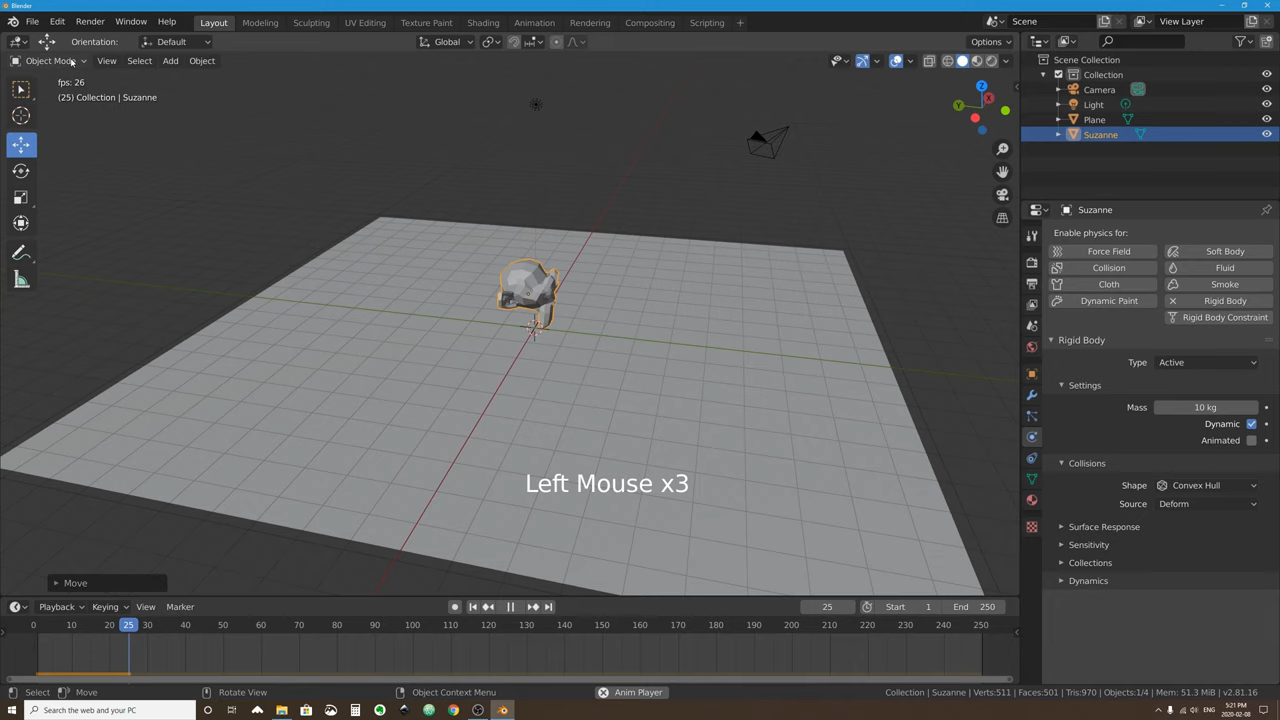 Blender
File Edit Render Window Help Layout Modeling Sculpting UV Editing Texture Paint Shading Animation Rendering Compositing Scripting + Scene View Layer
Orientation: Default Global Options
Object Mode View Select Add Object
Scene Collection
Collection
Camera
Light
Plane
Suzanne
fps: 26
(25) Collection | Suzanne
Z
X
Y
Suzanne
Enable physics for:
Force Field Soft Body
Collision Fluid
Cloth Smoke
Dynamic Paint Rigid Body
Rigid Body Constraint
Rigid Body
Type Active
Settings
Mass 10 kg
Dynamic
Animated
Collisions
Shape Convex Hull
Source Deform
Surface Response
Sensitivity
Collections
Dynamics
Left Mouse x3
Move
Playback Keying View Marker 25 Start 1 End 250
0 10 20 25 30 40 50 60 70 80 90 100 110 120 130 140 150 160 170 180 190 200 210 220 230 240 250
Select Move Rotate View Object Context Menu Anim Player Collection | Suzanne | Verts:511 | Faces:501 | Tris:970 | Objects:1/4 | Mem: 51.3 MiB | v2.81.16
Search the web and your PC
ENG
5:21 PM
2020-02-08